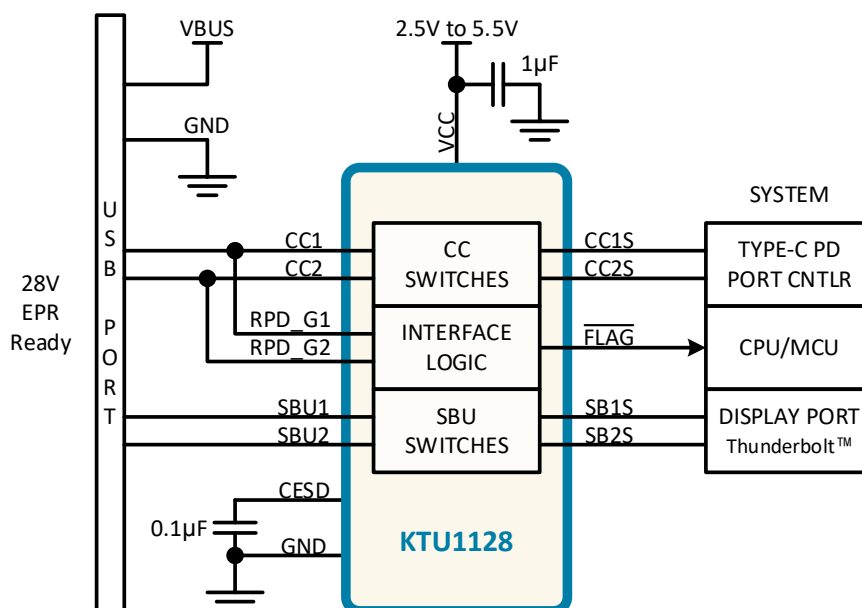 VBUS
2.5V to 5.5V
1µF
GND
VCC
SYSTEM
USB PORT
28V
EPR
Ready
CC1
CC2
RPD_G1
RPD_G2
SBU1
SBU2
CC
SWITCHES
INTERFACE
LOGIC
SBU
SWITCHES
CC1S
CC2S
FLAG
SB1S
SB2S
TYPE-C PD
PORT CNTLR
CPU/MCU
DISPLAY PORT
Thunderbolt™
CESD
0.1µF
GND
KTU1128